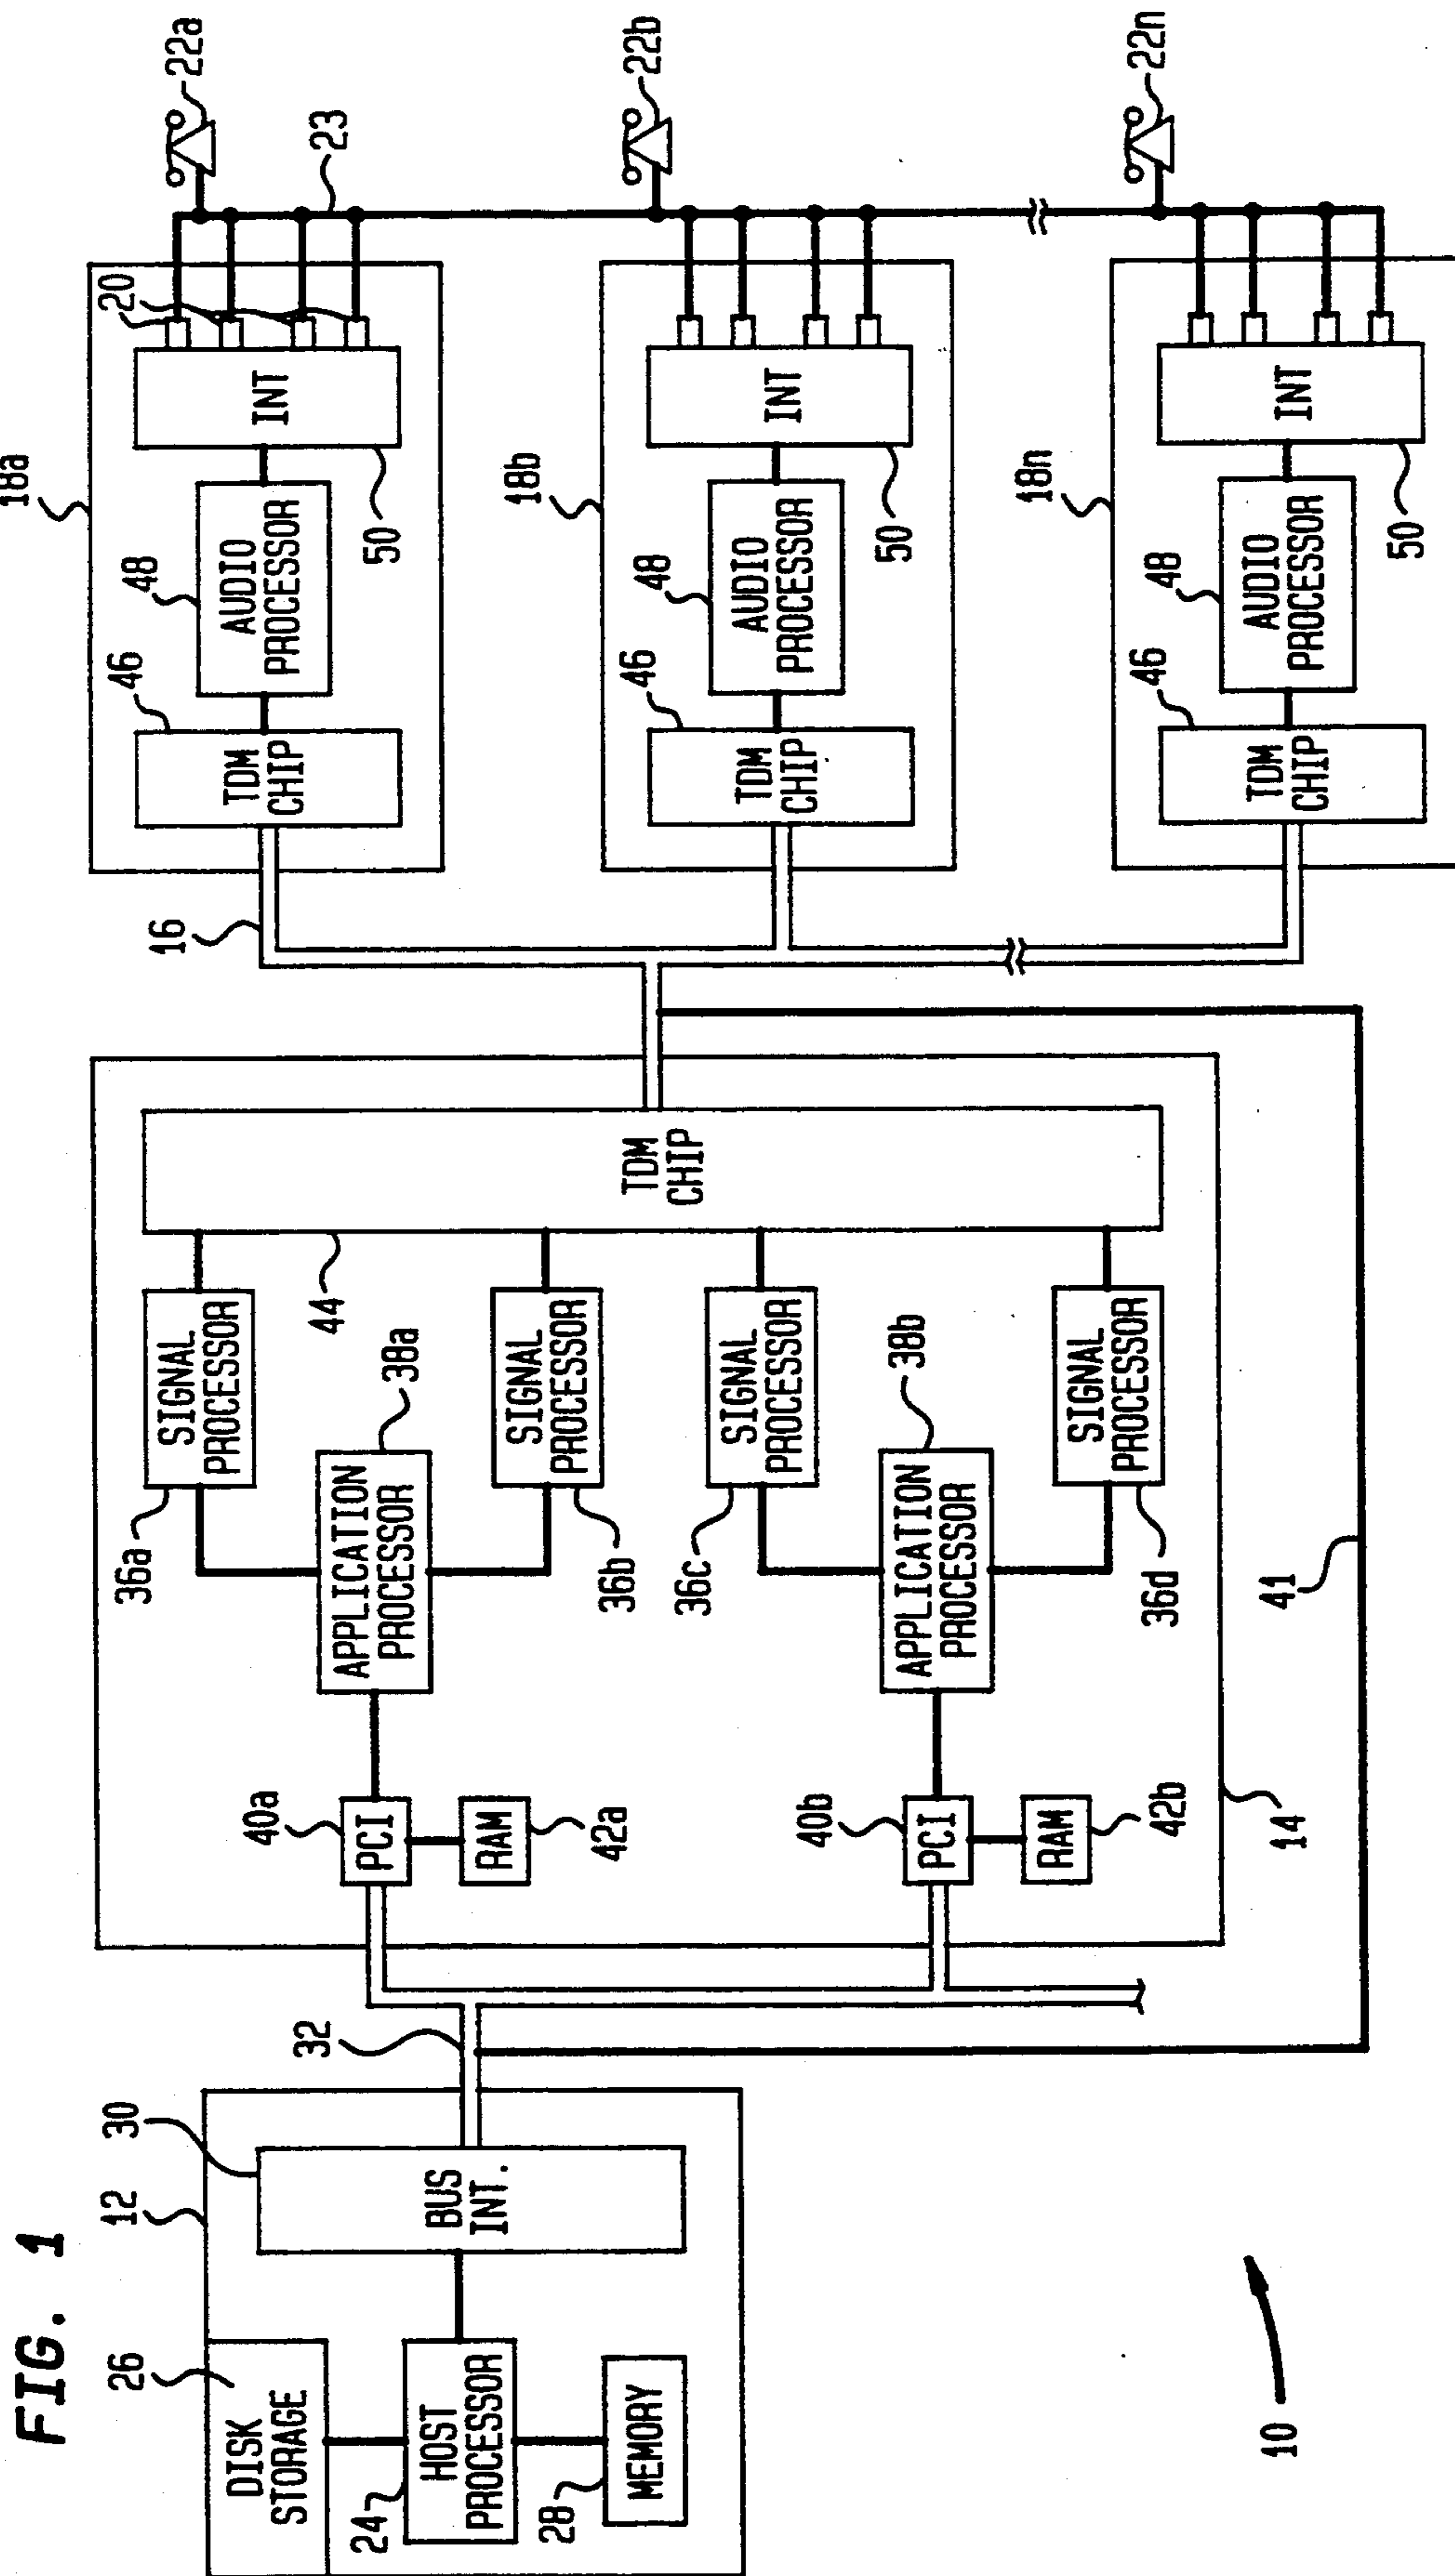 FIG. 1
10
12
26
DISK
STORAGE
24
HOST
PROCESSOR
28
MEMORY
30
BUS
INT.
32
14
40a
PCI
RAM
42a
40b
PCI
RAM
42b
APPLICATION
PROCESSOR
38a
APPLICATION
PROCESSOR
38b
36a
SIGNAL
PROCESSOR
36b
SIGNAL
PROCESSOR
36c
SIGNAL
PROCESSOR
36d
SIGNAL
PROCESSOR
44
TDM
CHIP
41
16
18a
46
TDM
CHIP
48
AUDIO
PROCESSOR
50
INT
20
18b
46
TDM
CHIP
48
AUDIO
PROCESSOR
50
INT
18n
46
TDM
CHIP
48
AUDIO
PROCESSOR
50
INT
23
22a
22b
22n